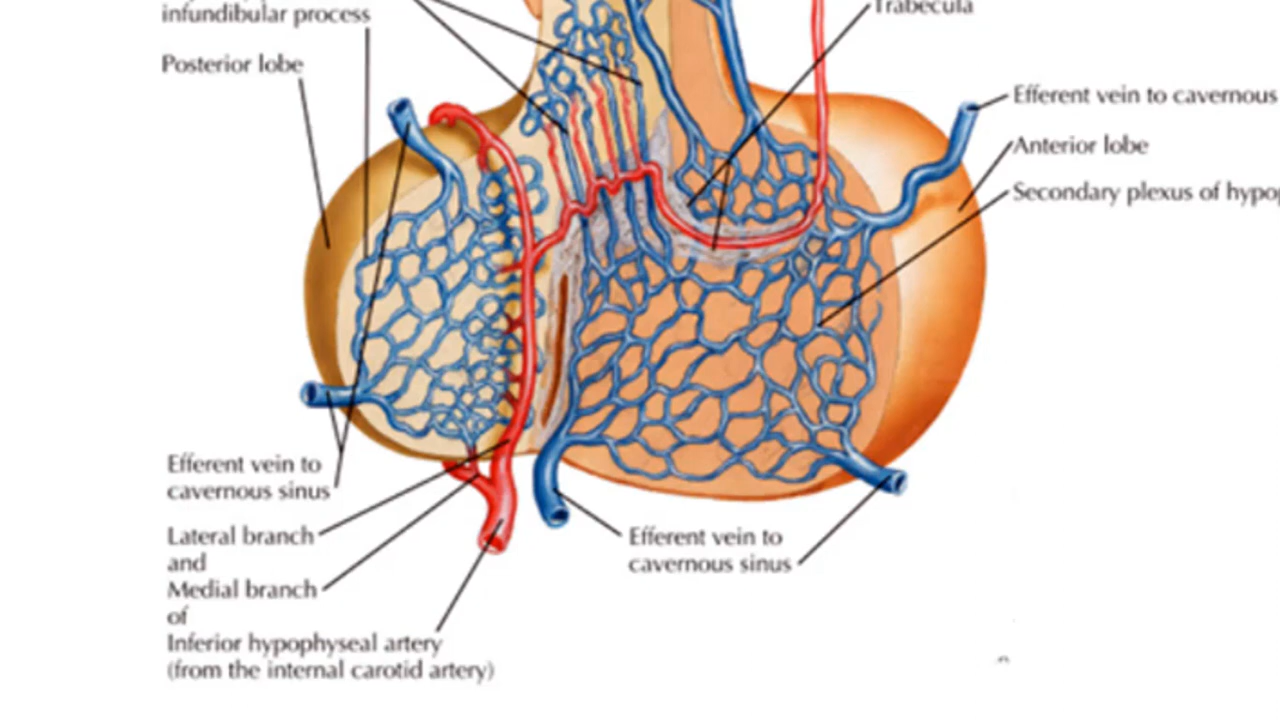 infundibular process
Posterior lobe
Trabecula
Efferent vein to cavernous
Anterior lobe
Secondary plexus of
Efferent vein to
cavernous sinus
Lateral branch
and
Medial branch
of
Inferior hypophyseal artery
(from the internal carotid artery)
Efferent vein to
cavernous sinus